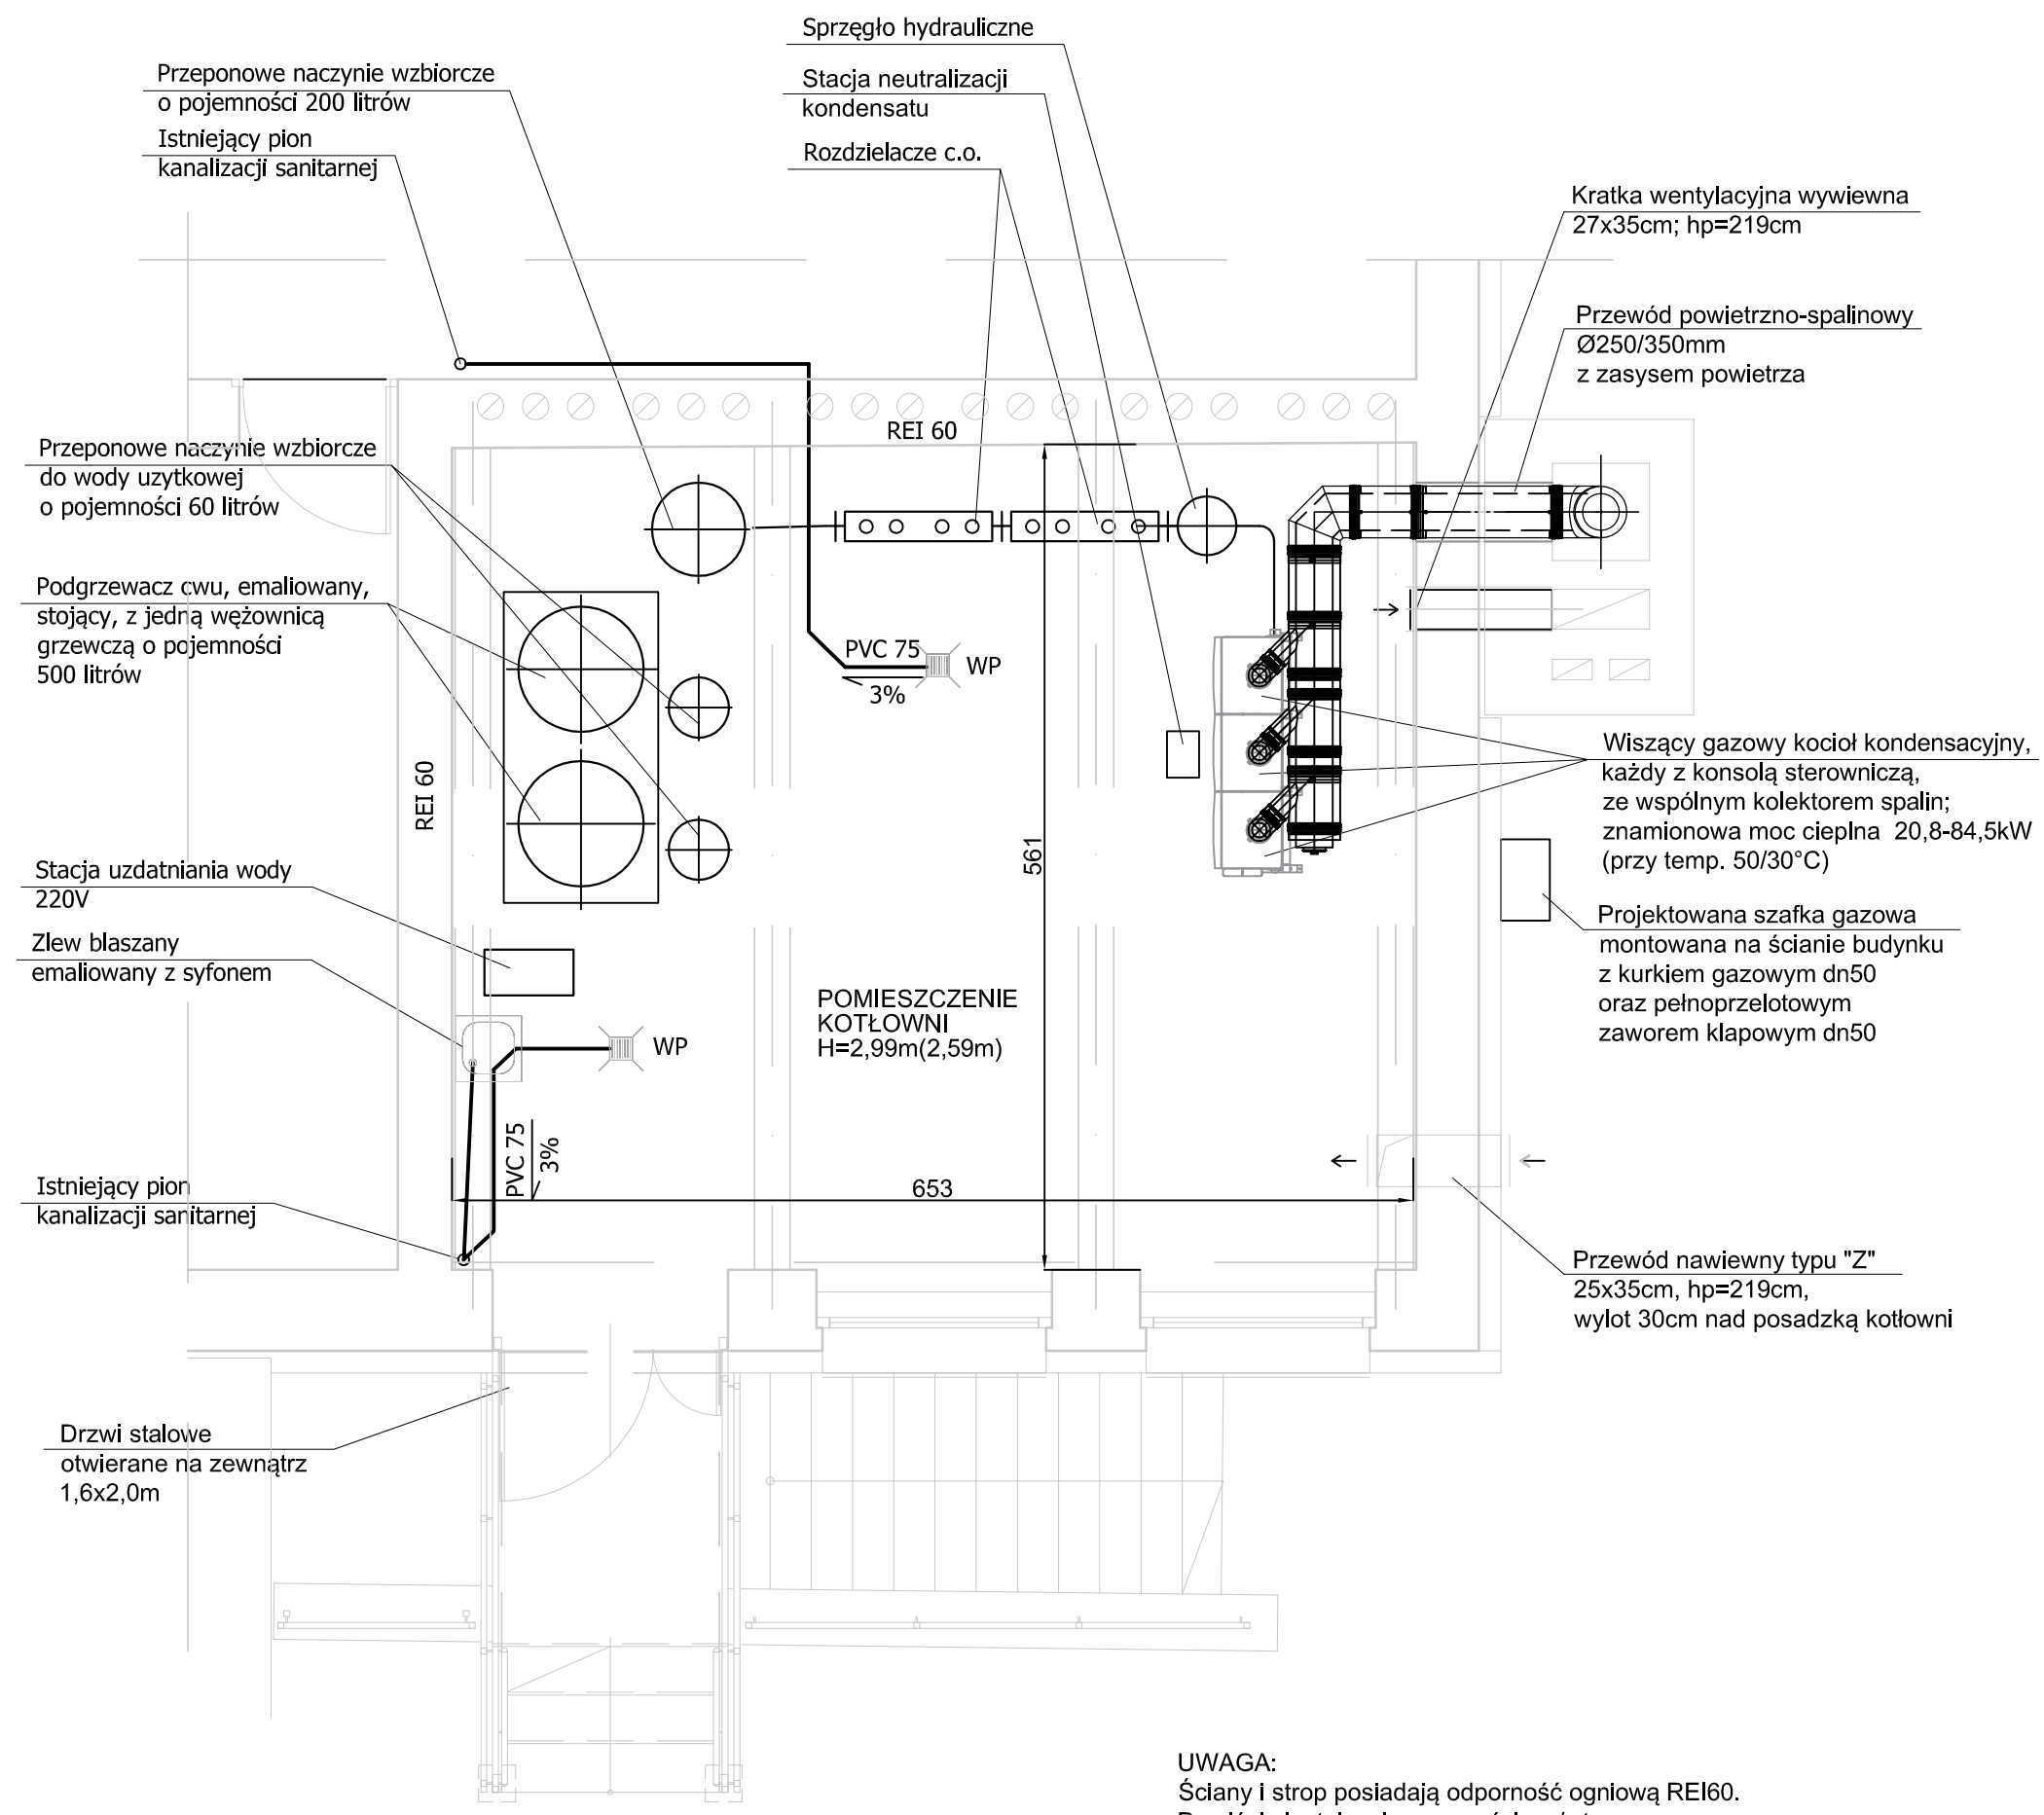 Sprzęgło hydrauliczne
Stacja neutralizacji
kondensatu
Rozdzielacze c.o.
Przeponowe naczynie wzbiorcze
o pojemności 200 litrów
Istniejący pion
kanalizacji sanitarnej
Kratka wentylacyjna wywiewna
27x35cm; hp=219cm
Przewód powietrzno-spalinowy
Ø250/350mm
z zasysem powietrza
REI 60
Przeponowe naczynie wzbiorcze
do wody uzytkowej
o pojemności 60 litrów
Podgrzewacz cwu, emaliowany,
stojący, z jedną wężownicą
grzewczą o pojemności
500 litrów
PVC 75
3%
WP
REI 60
Wiszący gazowy kocioł kondensacyjny,
każdy z konsolą sterowniczą,
ze wspólnym kolektorem spalin;
znamionowa moc cieplna 20,8-84,5kW
(przy temp. 50/30°C)
561
Stacja uzdatniania wody
220V
Zlew blaszany
emaliowany z syfonem
Projektowana szafka gazowa
montowana na ścianie budynku
z kurkiem gazowym dn50
oraz pełnoprzelotowym
zaworem klapowym dn50
POMIESZCZENIE
KOTŁOWNI
H=2,99m(2,59m)
WP
PVC 75
3%
Istniejący pion
kanalizacji sanitarnej
653
Przewód nawiewny typu "Z"
25x35cm, hp=219cm,
wylot 30cm nad posadzką kotłowni
Drzwi stalowe
otwierane na zewnątrz
1,6x2,0m
UWAGA:
Ściany i strop posiadają odporność ogniową REI60.